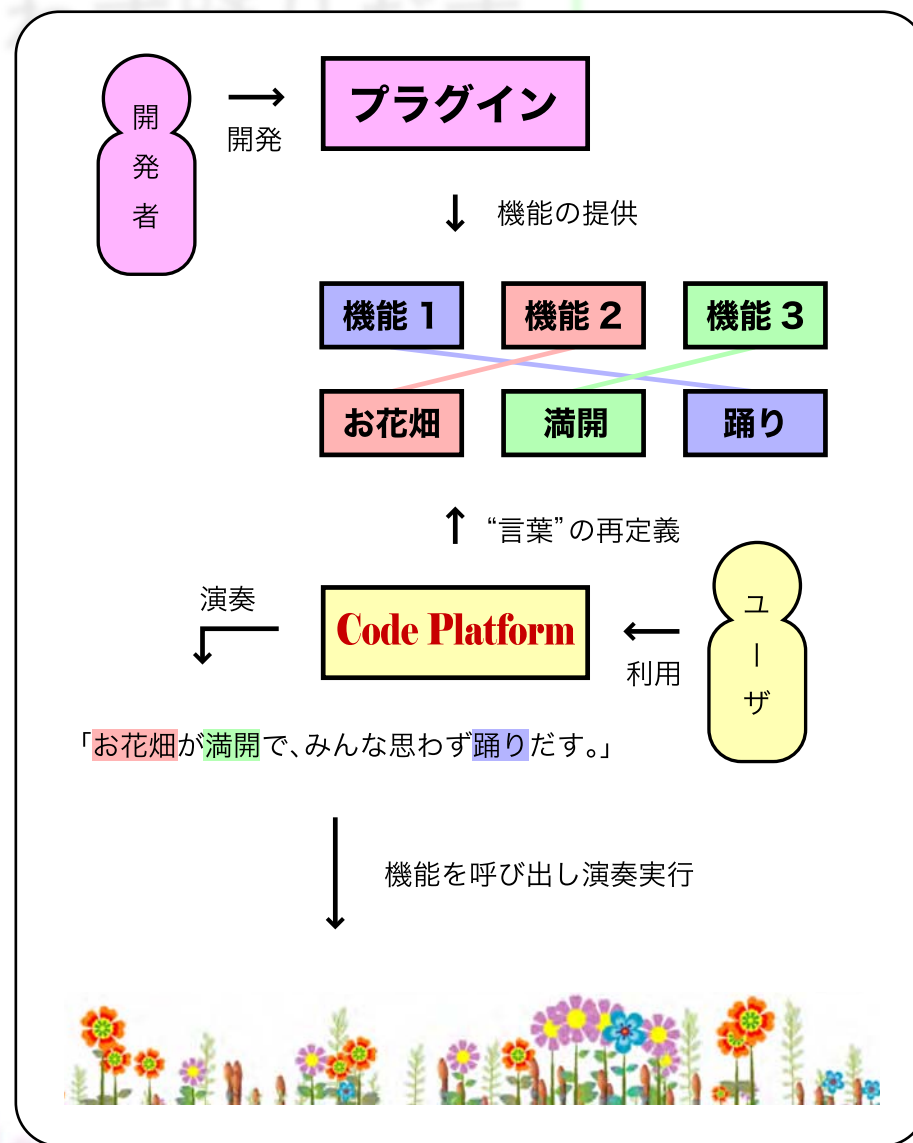 開発者
開発
プラグイン
機能の提供
機能 1
機能 2
機能 3
お花畑
満開
踊り
“言葉”の再定義
演奏
Code Platform
利用
ユーザ
「お花畑が満開で、みんな思わず踊りだす。」
機能を呼び出し演奏実行